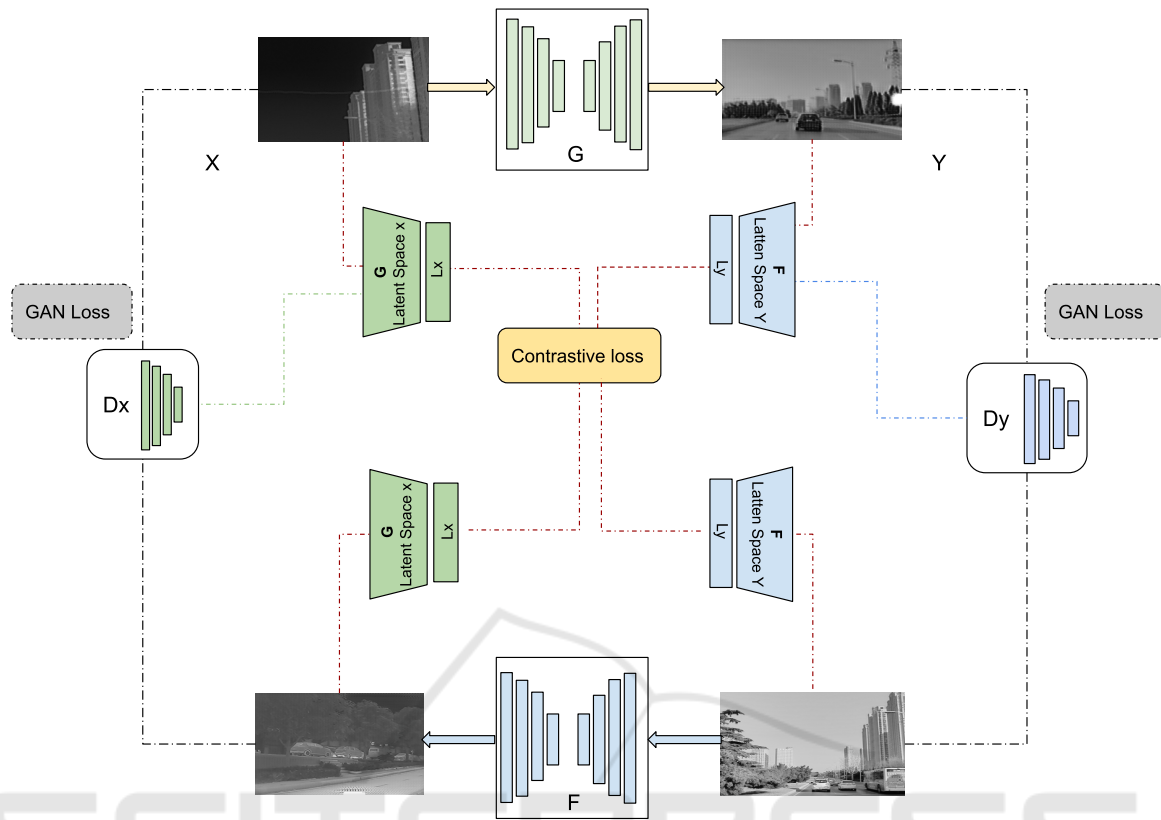 G
X
Y
G
Latent Space x
Lx
Ly
F
Latten Space Y
GAN Loss
GAN Loss
Contrastive loss
Dx
Dy
G
Latent Space x
Lx
Ly
F
Latten Space Y
F